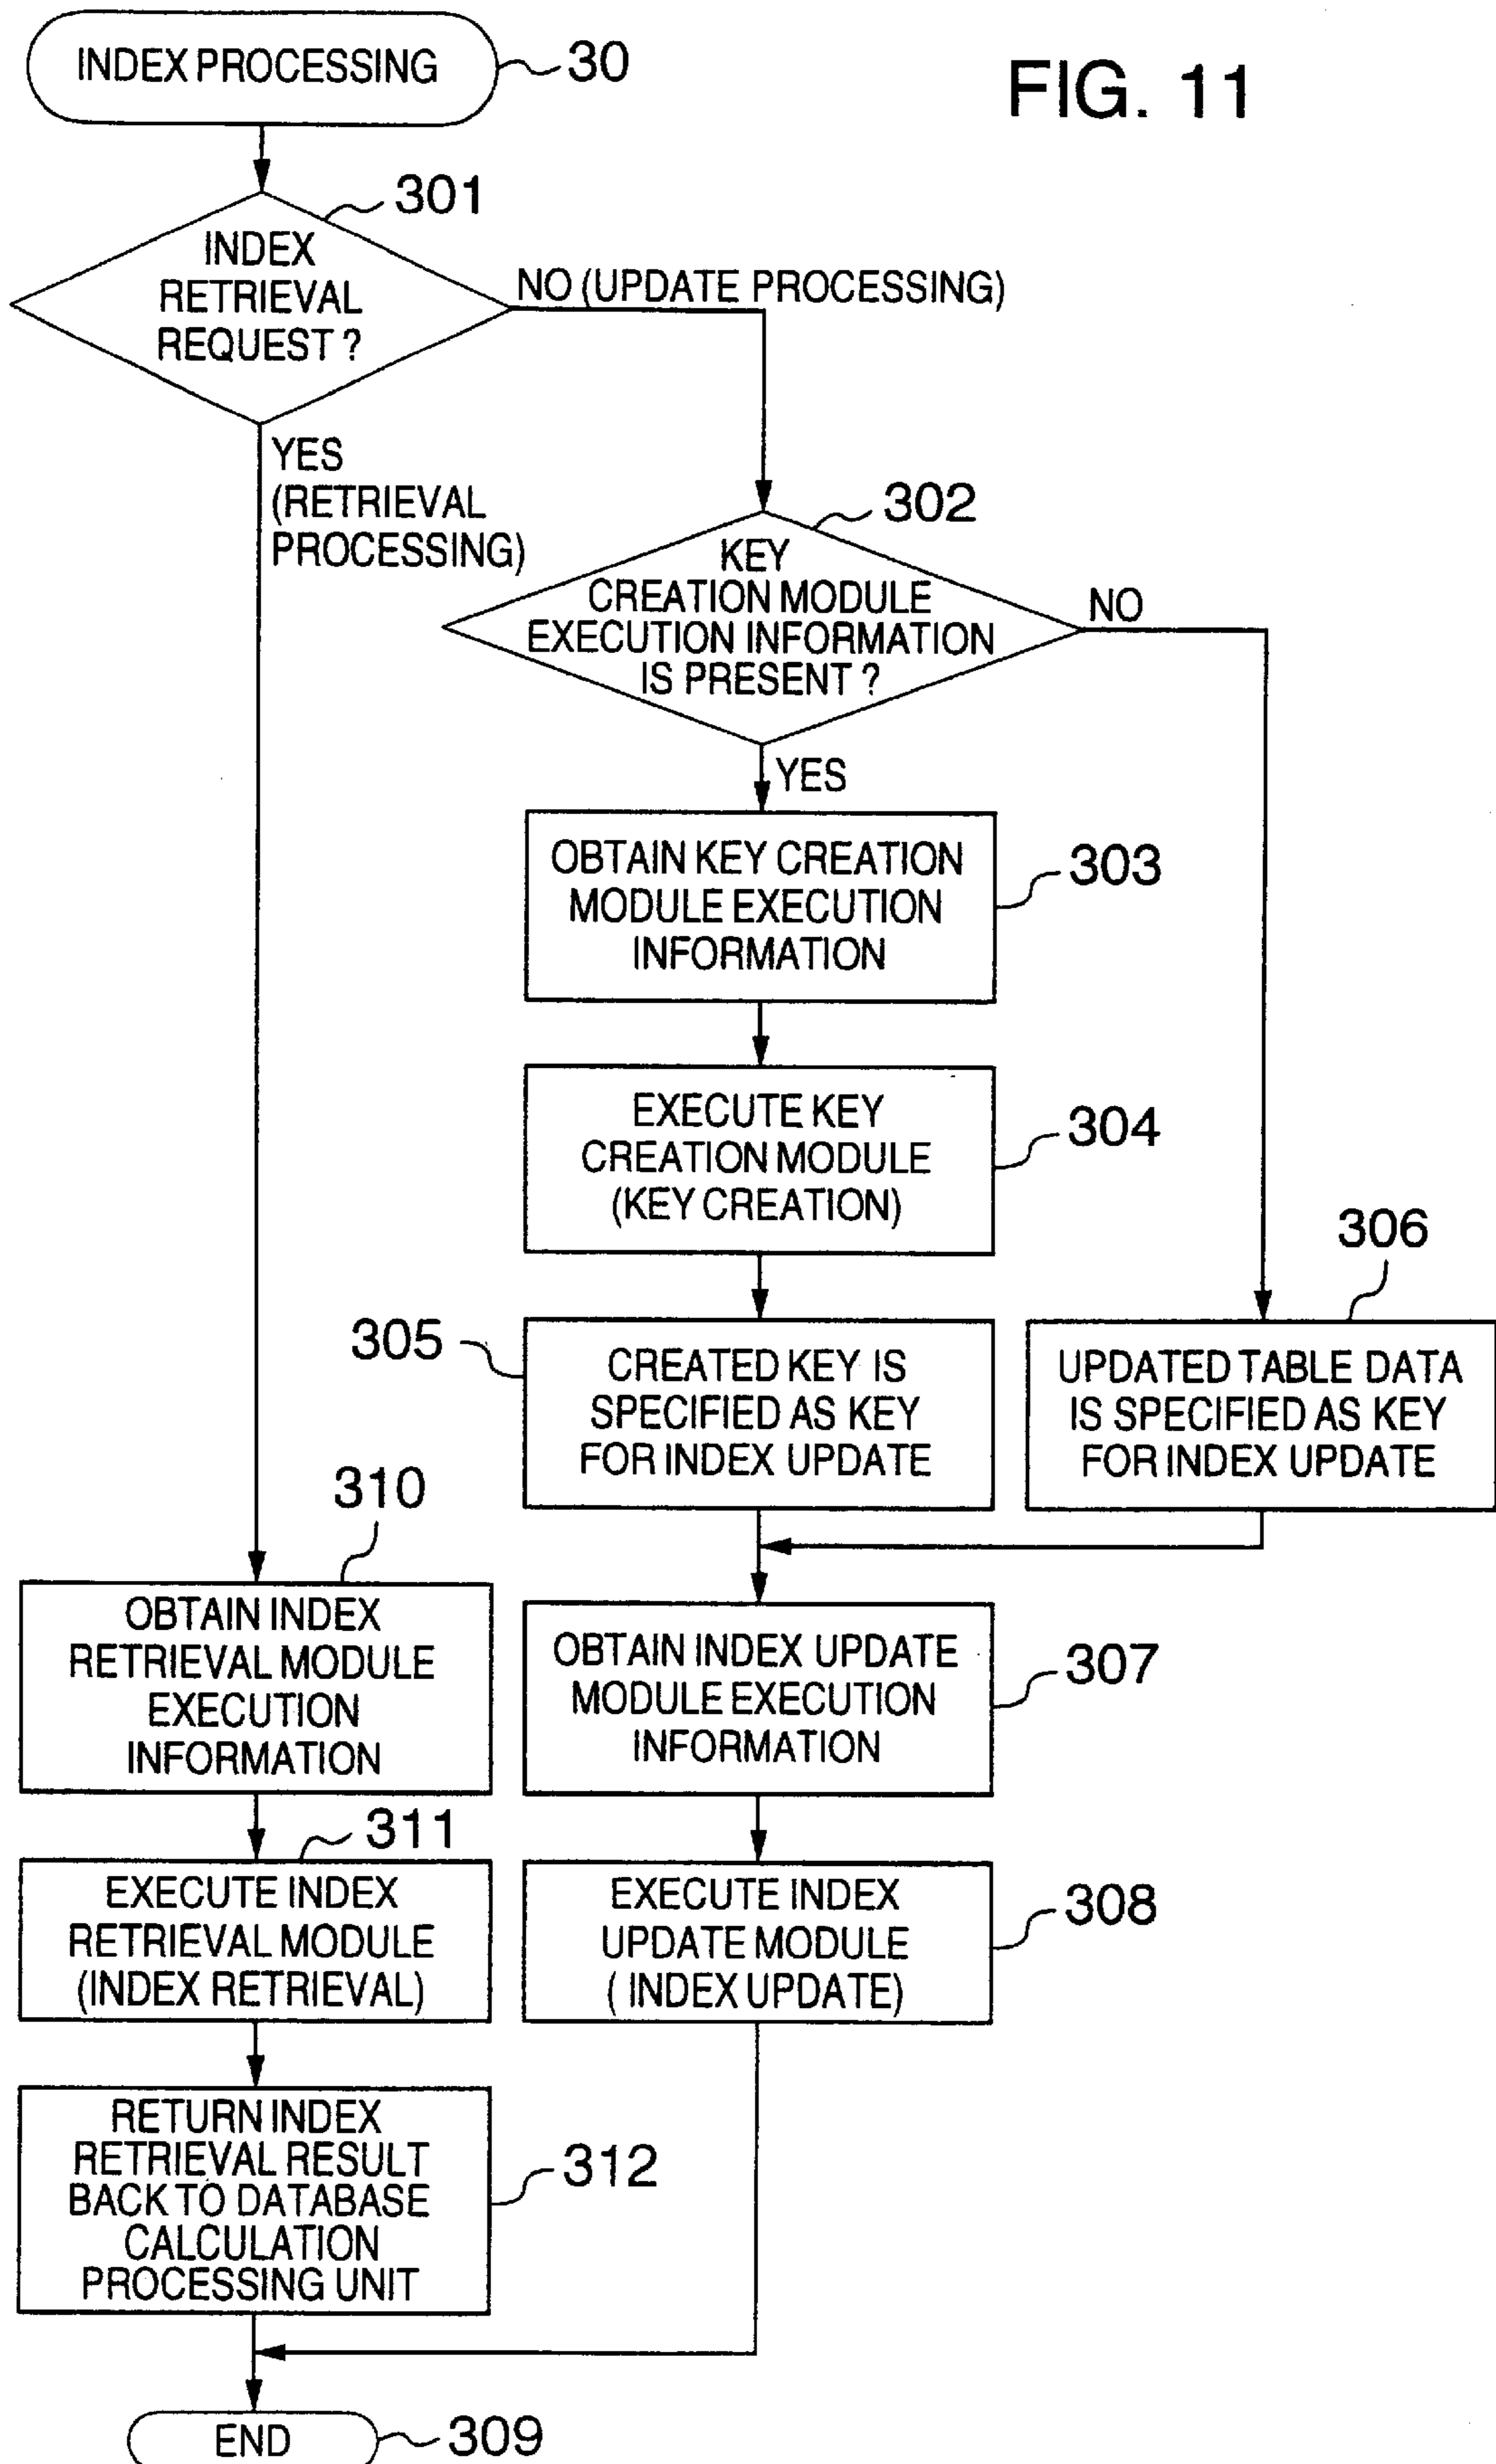 INDEX PROCESSING
30
FIG. 11
301
INDEX
RETRIEVAL
REQUEST ?
NO (UPDATE PROCESSING)
YES
(RETRIEVAL
PROCESSING)
302
KEY
CREATION MODULE
EXECUTION INFORMATION
IS PRESENT ?
NO
YES
OBTAIN KEY CREATION
MODULE EXECUTION
INFORMATION
303
EXECUTE KEY
CREATION MODULE
(KEY CREATION)
304
305
CREATED KEY IS
SPECIFIED AS KEY
FOR INDEX UPDATE
306
UPDATED TABLE DATA
IS SPECIFIED AS KEY
FOR INDEX UPDATE
310
OBTAIN INDEX
RETRIEVAL MODULE
EXECUTION
INFORMATION
OBTAIN INDEX UPDATE
MODULE EXECUTION
INFORMATION
307
311
EXECUTE INDEX
RETRIEVAL MODULE
(INDEX RETRIEVAL)
EXECUTE INDEX
UPDATE MODULE
( INDEX UPDATE)
308
RETURN INDEX
RETRIEVAL RESULT
BACK TO DATABASE
CALCULATION
PROCESSING UNIT
312
END
309